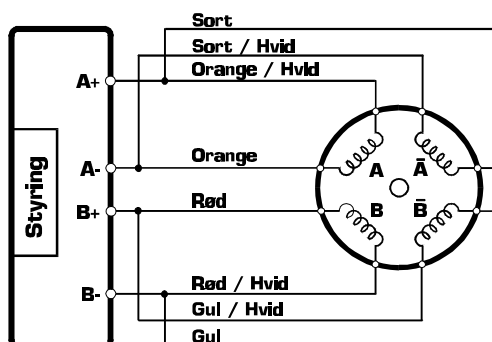 Sort
Sort / Hvid
A+
Orange / Hvid
Styring
A-
Orange
A
Ā
B+
Rød
B
B̄
B-
Rød / Hvid
Gul / Hvid
Gul